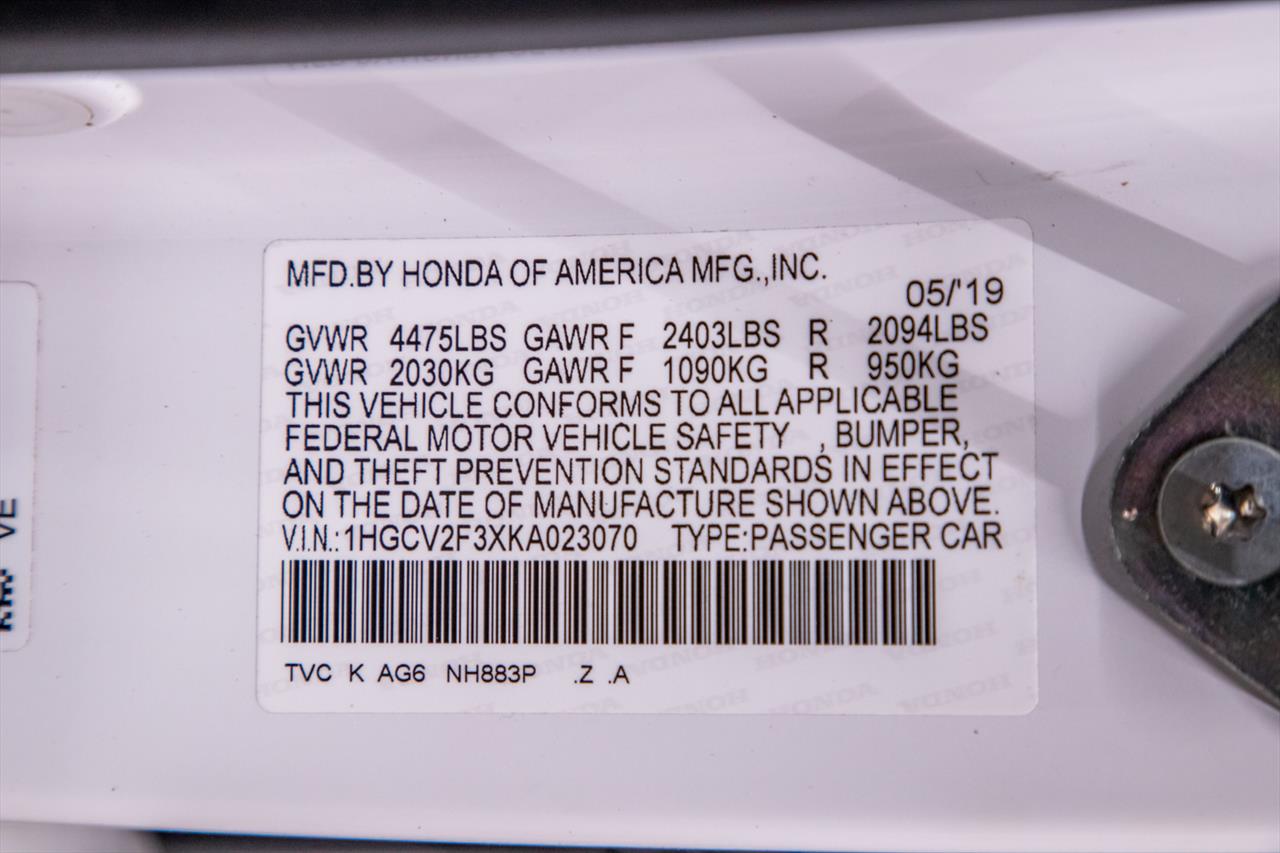 MFD.BY HONDA OF AMERICA MFG.,INC.
05/'19
GVWR 4475LBS GAWR F 2403LBS R 2094LBS
GVWR 2030KG GAWR F 1090KG R 950KG
THIS VEHICLE CONFORMS TO ALL APPLICABLE
FEDERAL MOTOR VEHICLE SAFETY , BUMPER,
AND THEFT PREVENTION STANDARDS IN EFFECT
ON THE DATE OF MANUFACTURE SHOWN ABOVE.
V.I.N.:1HGCV2F3XKA023070 TYPE:PASSENGER CAR
TVC K AG6 NH883P .Z .A
VE